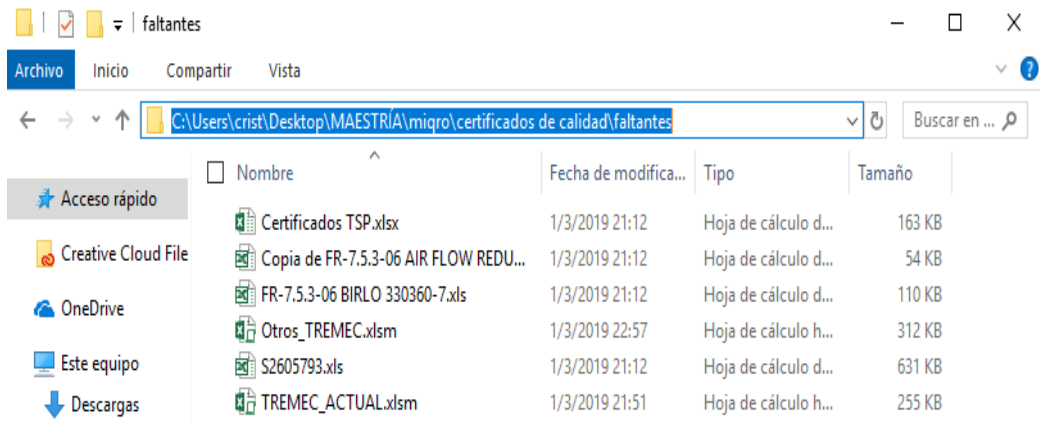 faltantes
Archivo Inicio Compartir Vista
C:\Users\crist\Desktop\MAESTRÍA\miqro\certificados de calidad\faltantes Buscar en ...
Nombre Fecha de modifica... Tipo Tamaño
Acceso rápido
Certificados TSP.xlsx 1/3/2019 21:12 Hoja de cálculo d... 163 KB
Creative Cloud File
Copia de FR-7.5.3-06 AIR FLOW REDU... 1/3/2019 21:12 Hoja de cálculo d... 54 KB
FR-7.5.3-06 BIRLO 330360-7.xls 1/3/2019 21:12 Hoja de cálculo d... 110 KB
OneDrive
Otros_TREMEC.xlsm 1/3/2019 22:57 Hoja de cálculo h... 312 KB
Este equipo
S2605793.xls 1/3/2019 21:12 Hoja de cálculo d... 631 KB
Descargas
TREMEC_ACTUAL.xlsm 1/3/2019 21:51 Hoja de cálculo h... 255 KB